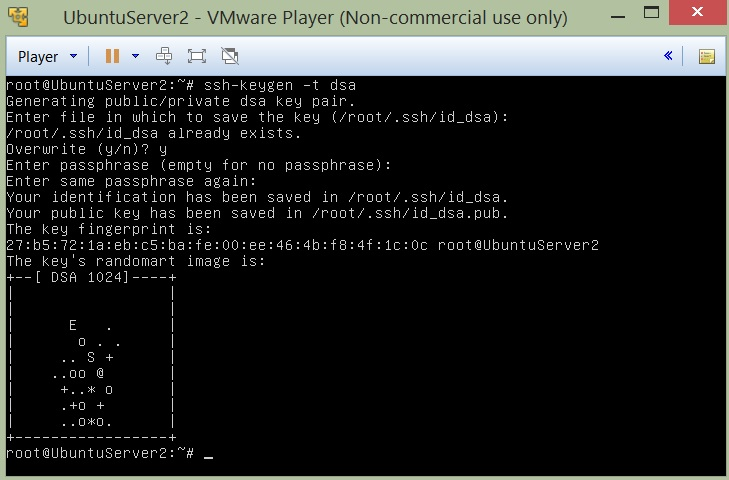 UbuntuServer2 - VMware Player (Non-commercial use only)
Player
root@UbuntuServer2:~# ssh-keygen -t dsa
Generating public/private dsa key pair.
Enter file in which to save the key (/root/.ssh/id_dsa):
/root/.ssh/id_dsa already exists.
Overwrite (y/n)? y
Enter passphrase (empty for no passphrase):
Enter same passphrase again:
Your identification has been saved in /root/.ssh/id_dsa.
Your public key has been saved in /root/.ssh/id_dsa.pub.
The key fingerprint is:
27:b5:72:1a:eb:c5:ba:fe:00:ee:46:4b:f8:4f:1c:0c root@UbuntuServer2
The key's randomart image is:
+--[ DSA 1024]----+
|                 |
|                 |
|      E   .      |
|       o . .     |
|     .. S +      |
|    ..oo @       |
|     +..* o      |
|     .+o +       |
|     ..o*o.      |
+-----------------+
root@UbuntuServer2:~# _